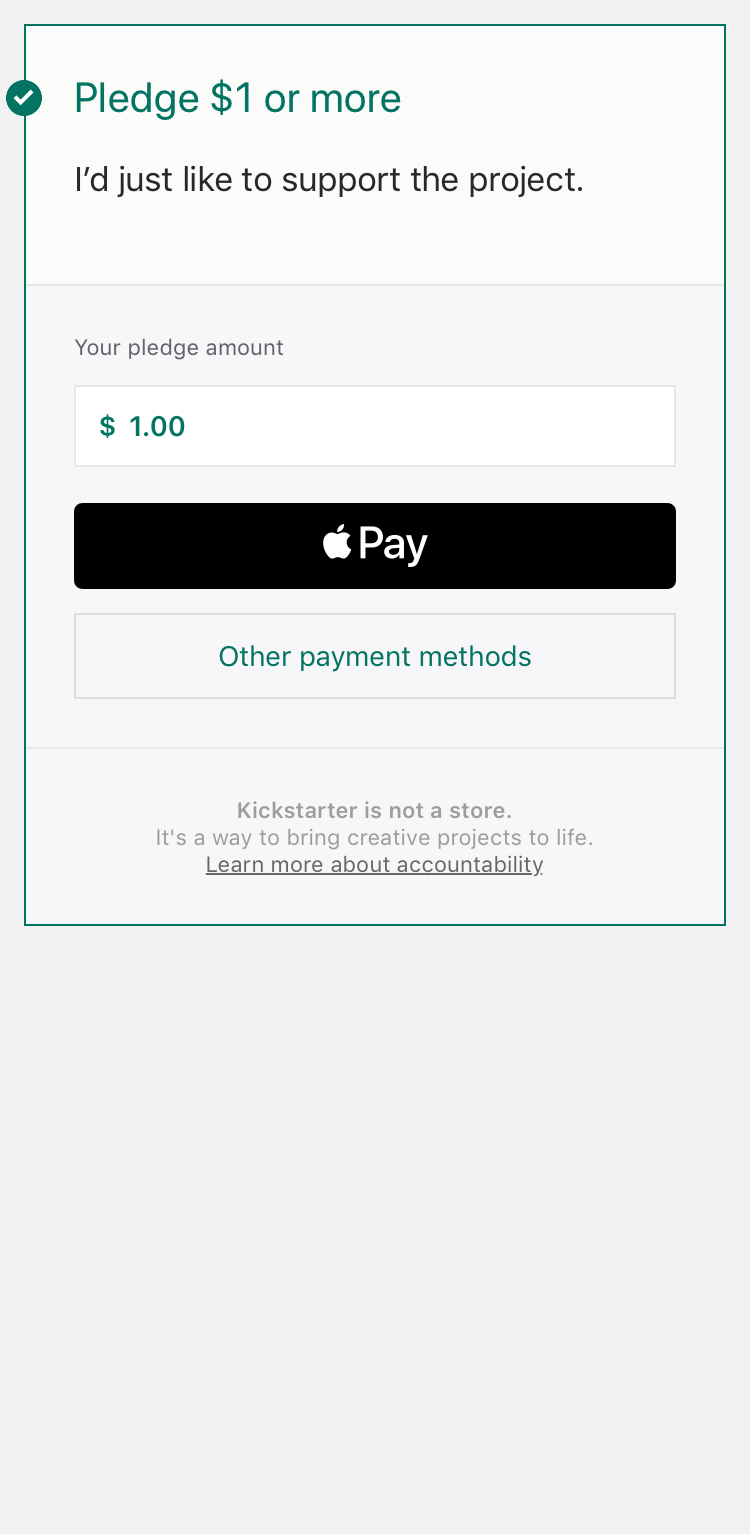 Pledge $1 or more
I’d just like to support the project.
Your pledge amount
$ 1.00
Pay
Other payment methods
Kickstarter is not a store.
It's a way to bring creative projects to life.
Learn more about accountability